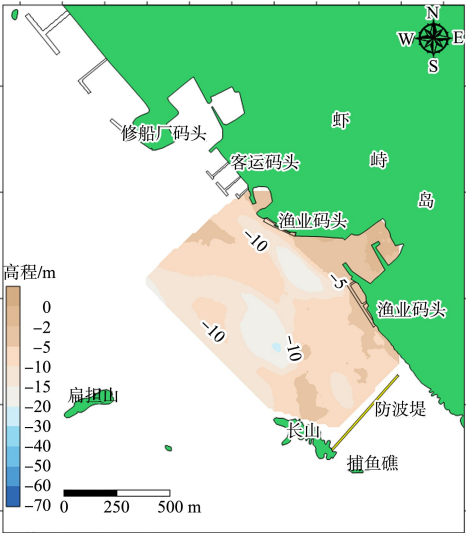 N
W E
S
修船厂码头
虾
峙
岛
客运码头
渔业码头
-10
高程/m
-5
0
-2
-5
-10
-15
-20
-30
-40
-50
-60
-70
渔业码头
-10
-10
扁担山
防波堤
长山
捕鱼礁
0 250 500 m